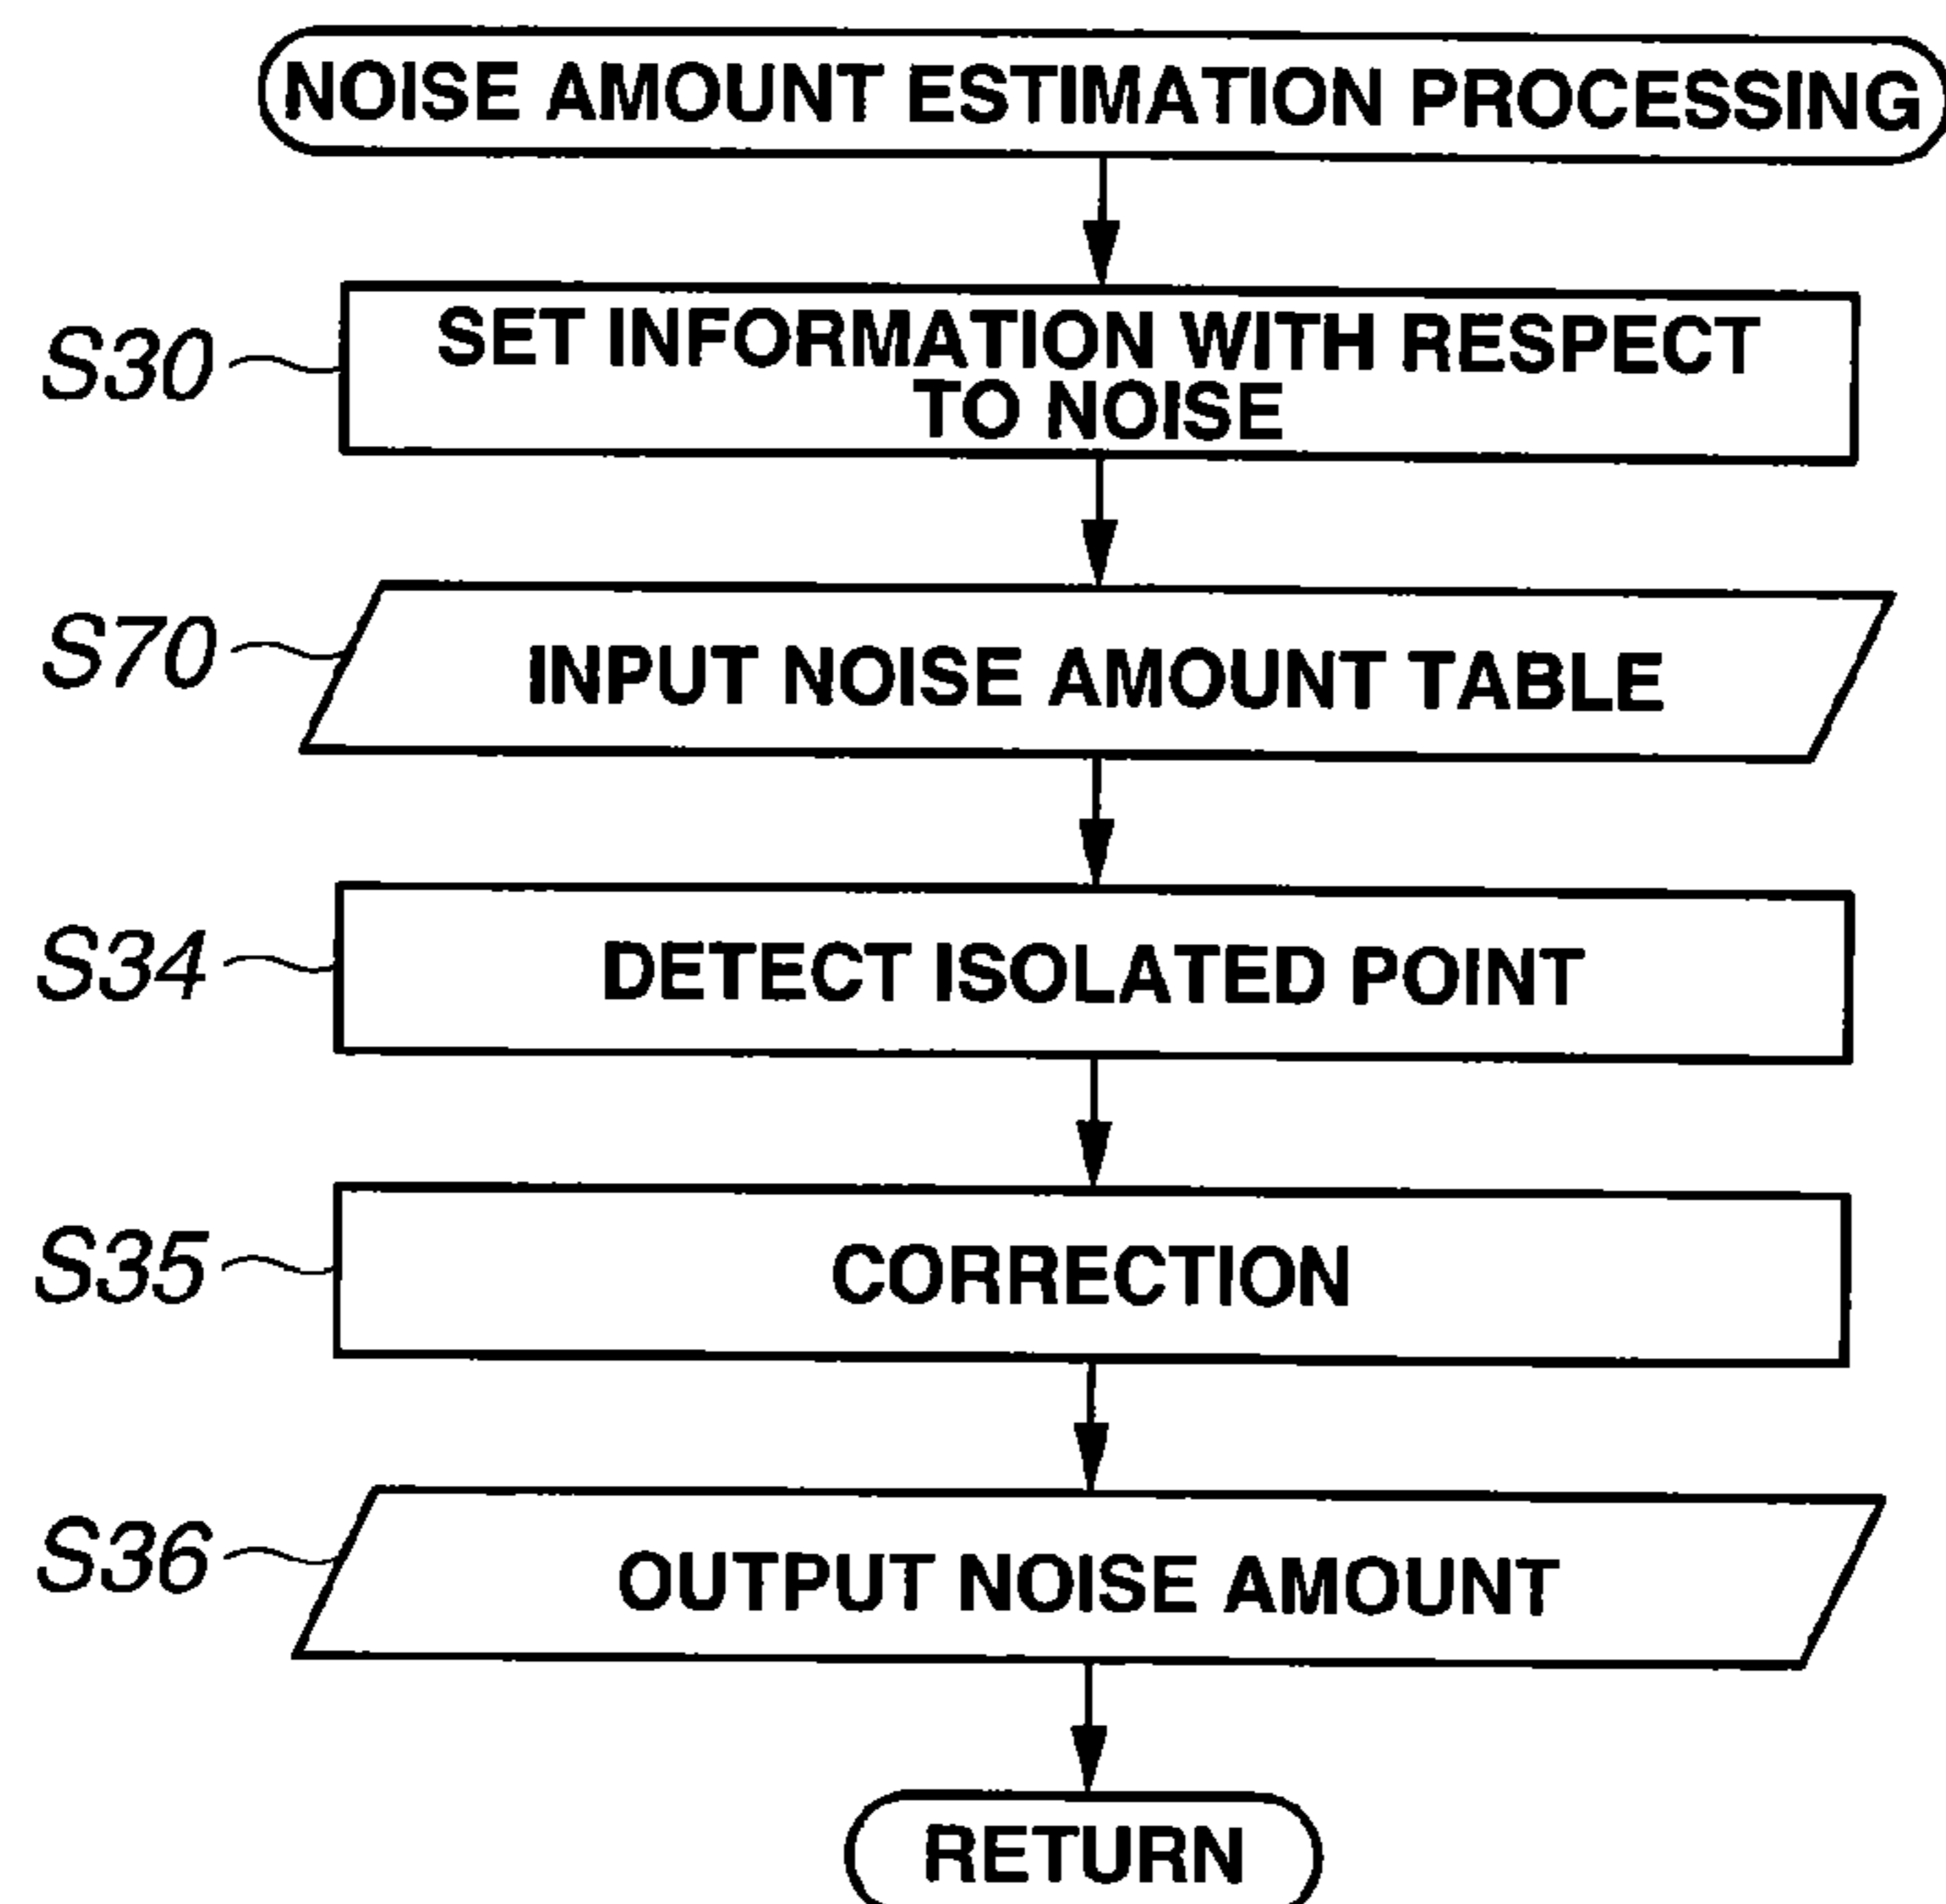 NOISE AMOUNT ESTIMATION PROCESSING
S30
SET INFORMATION WITH RESPECT
TO NOISE
S70
INPUT NOISE AMOUNT TABLE
S34
DETECT ISOLATED POINT
S35
CORRECTION
S36
OUTPUT NOISE AMOUNT
RETURN